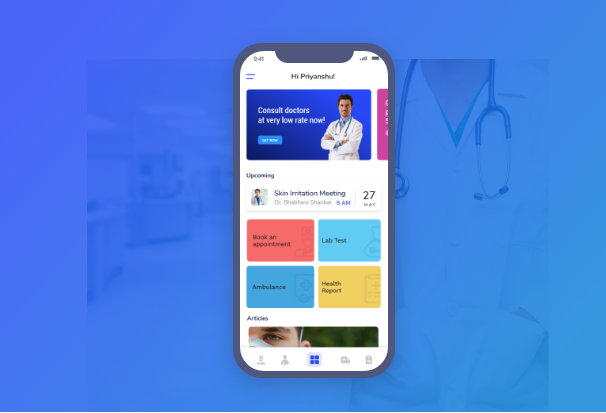 9:41
Hi Priyanshu!
Consult doctors
at very low rate now!
GET NOW
Upcoming
Skin Irritation Meeting
Dr. Bhabhavi Shankar
9 AM
27
MAY
Book an
appointment
Lab Test
Ambulance
Health
Report
Articles